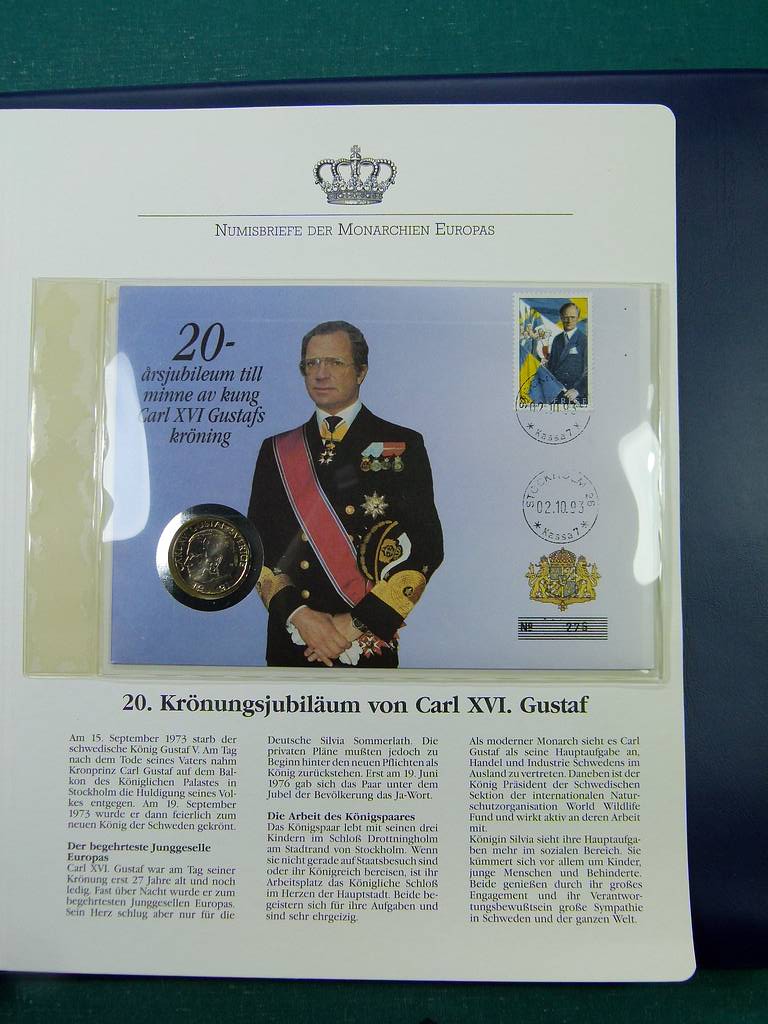 NUMISBRIEFE DER MONARCHIEN EUROPAS
20-
årsjubileum till
minne av kung
Carl XVI Gustafs
kröning
SVERIGE
02.10.93
* Kassa 7 *
STOCKHOLM 26
02.10.93
* Kassa 7 *
No 276
20. Krönungsjubiläum von Carl XVI. Gustaf
Am 15. September 1973 starb der
schwedische König Gustaf V. Am Tag
nach dem Tode seines Vaters nahm
Kronprinz Carl Gustaf auf dem Bal-
kon des Königlichen Palastes in
Stockholm die Huldigung seines Vol-
kes entgegen. Am 19. September
1973 wurde er dann feierlich zum
neuen König der Schweden gekrönt.
Der begehrteste Junggeselle
Europas
Carl XVI. Gustaf war am Tag seiner
Krönung erst 27 Jahre alt und noch
ledig. Fast über Nacht wurde er zum
begehrtesten Junggesellen Europas.
Sein Herz schlug aber nur für die
Deutsche Silvia Sommerlath. Die
privaten Pläne mußten jedoch zu
Beginn hinter den neuen Pflichten als
König zurückstehen. Erst am 19. Juni
1976 gab sich das Paar unter dem
Jubel der Bevölkerung das Ja-Wort.
Die Arbeit des Königspaares
Das Königspaar lebt mit seinen drei
Kindern im Schloß Drottningholm
am Stadtrand von Stockholm. Wenn
sie nicht gerade auf Staatsbesuch sind
oder ihr Königreich bereisen, ist ihr
Arbeitsplatz das Königliche Schloß
im Herzen der Hauptstadt. Beide be-
geistern sich für ihre Aufgaben und
sind sehr ehrgeizig.
Als moderner Monarch sieht es Carl
Gustaf als seine Hauptaufgabe an,
Handel und Industrie Schwedens im
Ausland zu vertreten. Daneben ist der
König Präsident der Schwedischen
Sektion der internationalen Natur-
schutzorganisation World Wildlife
Fund und wirkt aktiv an deren Arbeit
mit.
Königin Silvia sieht ihre Hauptaufga-
ben mehr im sozialen Bereich. Sie
kümmert sich vor allem um Kinder,
junge Menschen und Behinderte.
Beide genießen durch ihr großes
Engagement und ihr Verantwor-
tungsbewußtsein große Sympathie
in Schweden und der ganzen Welt.